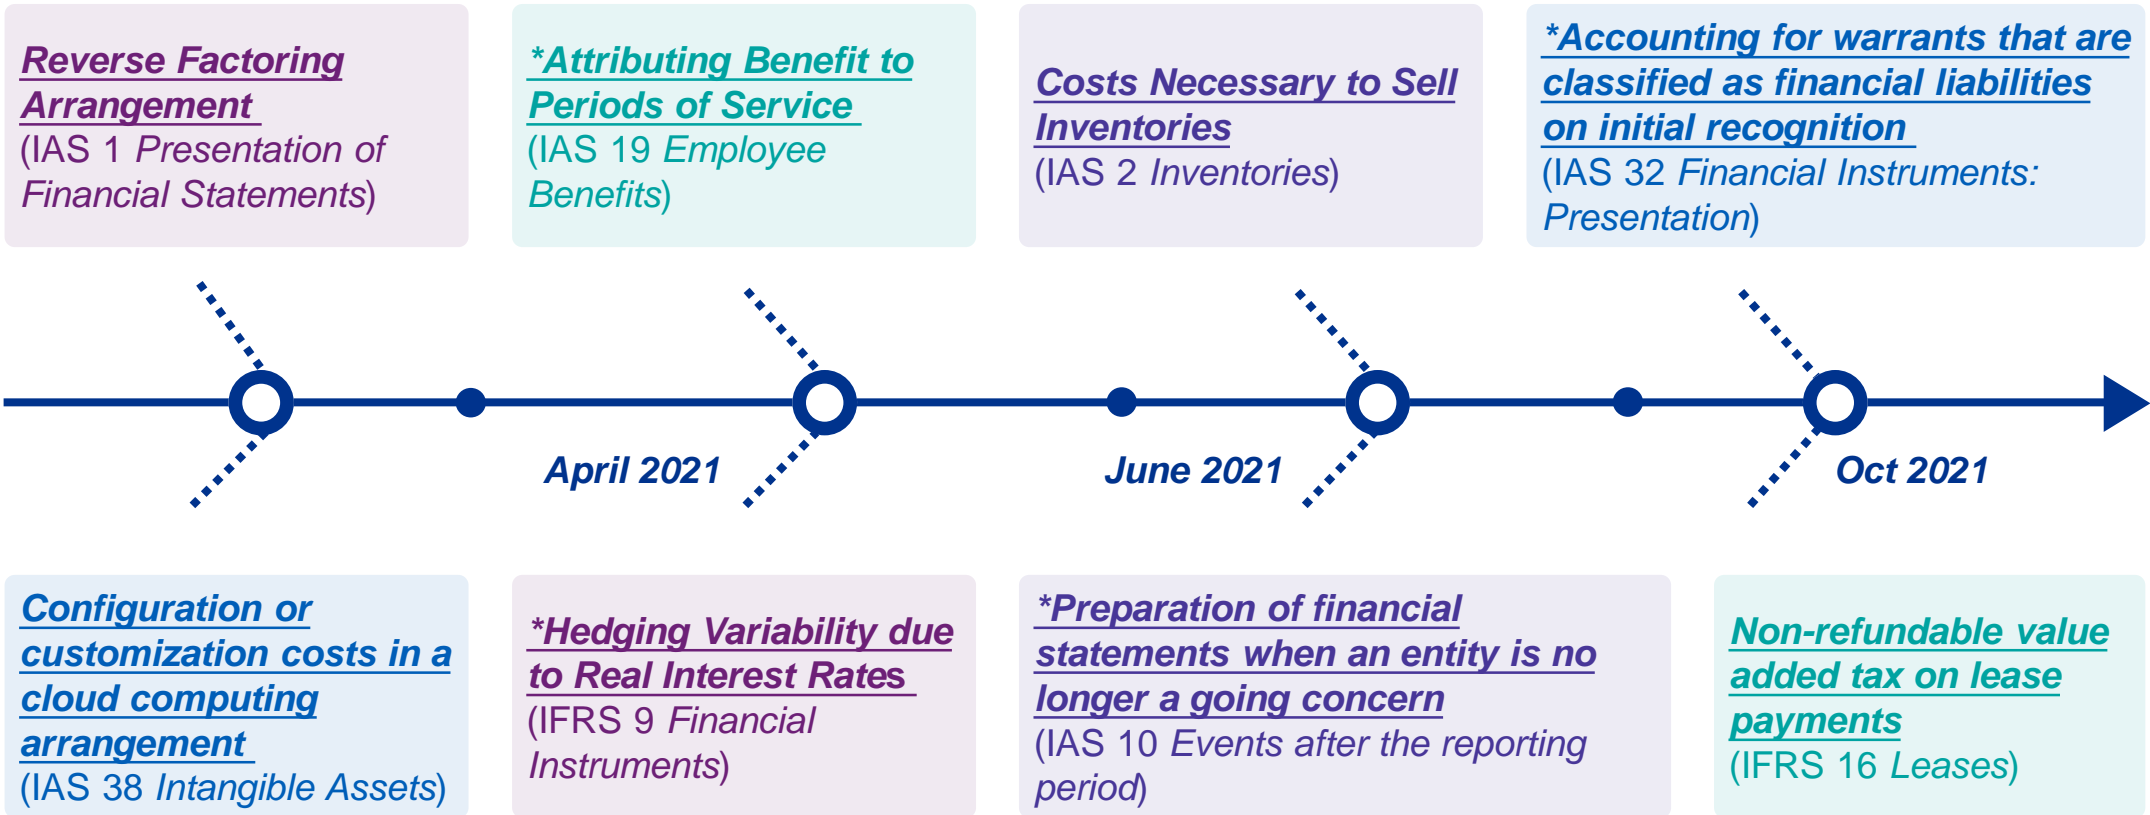 Reverse Factoring
Arrangement
(IAS 1 Presentation of
Financial Statements)
*Attributing Benefit to
Periods of Service
(IAS 19 Employee
Benefits)
Costs Necessary to Sell
Inventories
(IAS 2 Inventories)
*Accounting for warrants that are
classified as financial liabilities
on initial recognition
(IAS 32 Financial Instruments:
Presentation)
April 2021
June 2021
Oct 2021
Configuration or
customization costs in a
cloud computing
arrangement
(IAS 38 Intangible Assets)
*Hedging Variability due
to Real Interest Rates
(IFRS 9 Financial
Instruments)
*Preparation of financial
statements when an entity is no
longer a going concern
(IAS 10 Events after the reporting
period)
Non-refundable value
added tax on lease
payments
(IFRS 16 Leases)